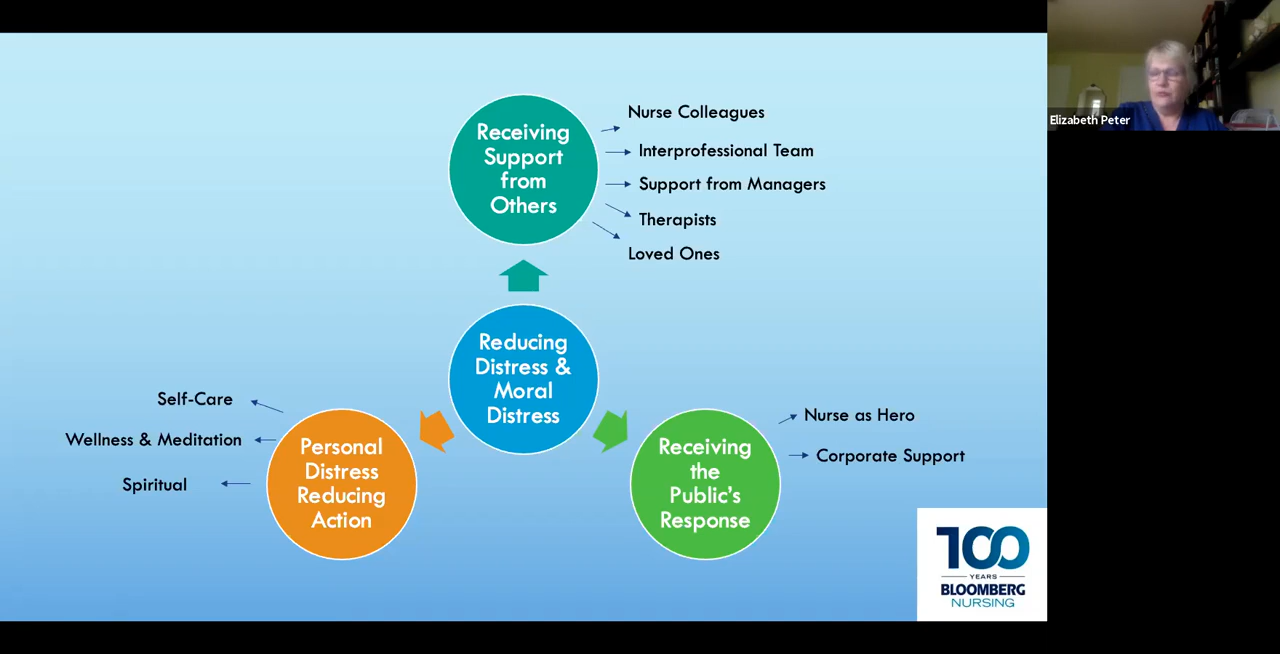 Receiving
Support
from
Others
Nurse Colleagues
Interprofessional Team
Support from Managers
Therapists
Loved Ones
Reducing
Distress &
Moral
Distress
Self-Care
Wellness & Meditation
Spiritual
Personal
Distress
Reducing
Action
Receiving
the
Public's
Response
Nurse as Hero
Corporate Support
100
YEARS
BLOOMBERG
NURSING
Elizabeth Peter